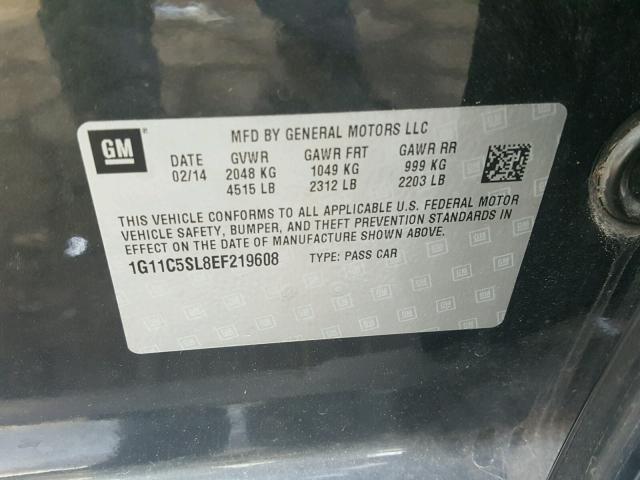 GM
MFD BY GENERAL MOTORS LLC
DATE GVWR GAWR FRT GAWR RR
02/14 2048 KG 1049 KG 999 KG
4515 LB 2312 LB 2203 LB
THIS VEHICLE CONFORMS TO ALL APPLICABLE U.S. FEDERAL MOTOR
VEHICLE SAFETY, BUMPER, AND THEFT PREVENTION STANDARDS IN
EFFECT ON THE DATE OF MANUFACTURE SHOWN ABOVE.
1G11C5SL8EF219608 TYPE: PASS CAR